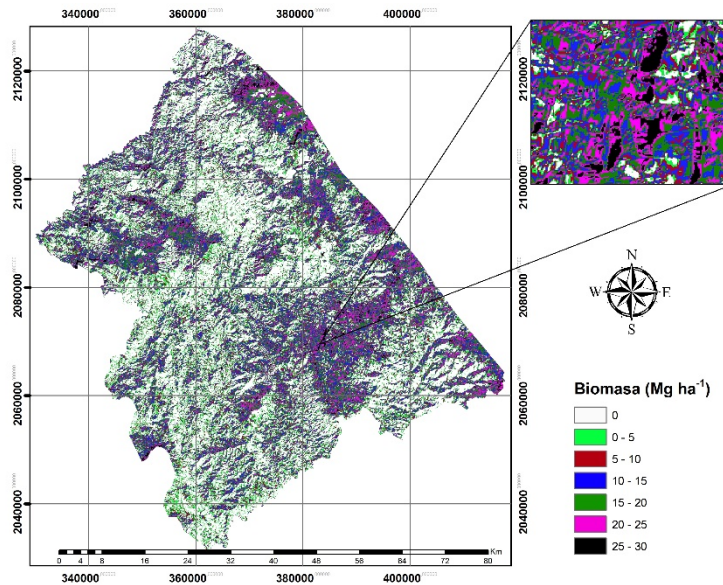 340000 360000 380000 400000
2120000 2120000
2100000 2100000
2080000 2080000
2060000 2060000
2040000 2040000
N
W E
S
Biomasa (Mg ha⁻¹)
0
0 - 5
5 - 10
10 - 15
15 - 20
20 - 25
25 - 30
Km
0 4 8 16 24 32 40 48 56 64 72 80
340000 360000 380000 400000